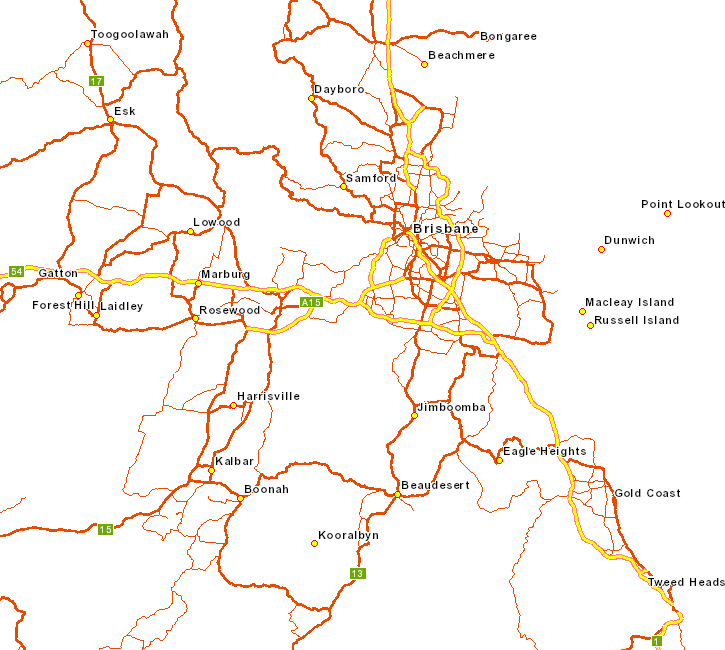 Toogoolawah
Bongaree
Beachmere
17
Dayboro
Esk
Samford
Point Lookout
Lowood
Brisbane
Dunwich
54
Gatton
Marburg
Forest Hill
Laidley
A15
Macleay Island
Rosewood
Russell Island
Harrisville
Jimboomba
Kalbar
Eagle Heights
Boonah
Beaudesert
Gold Coast
15
Kooralbyn
13
Tweed Heads
1